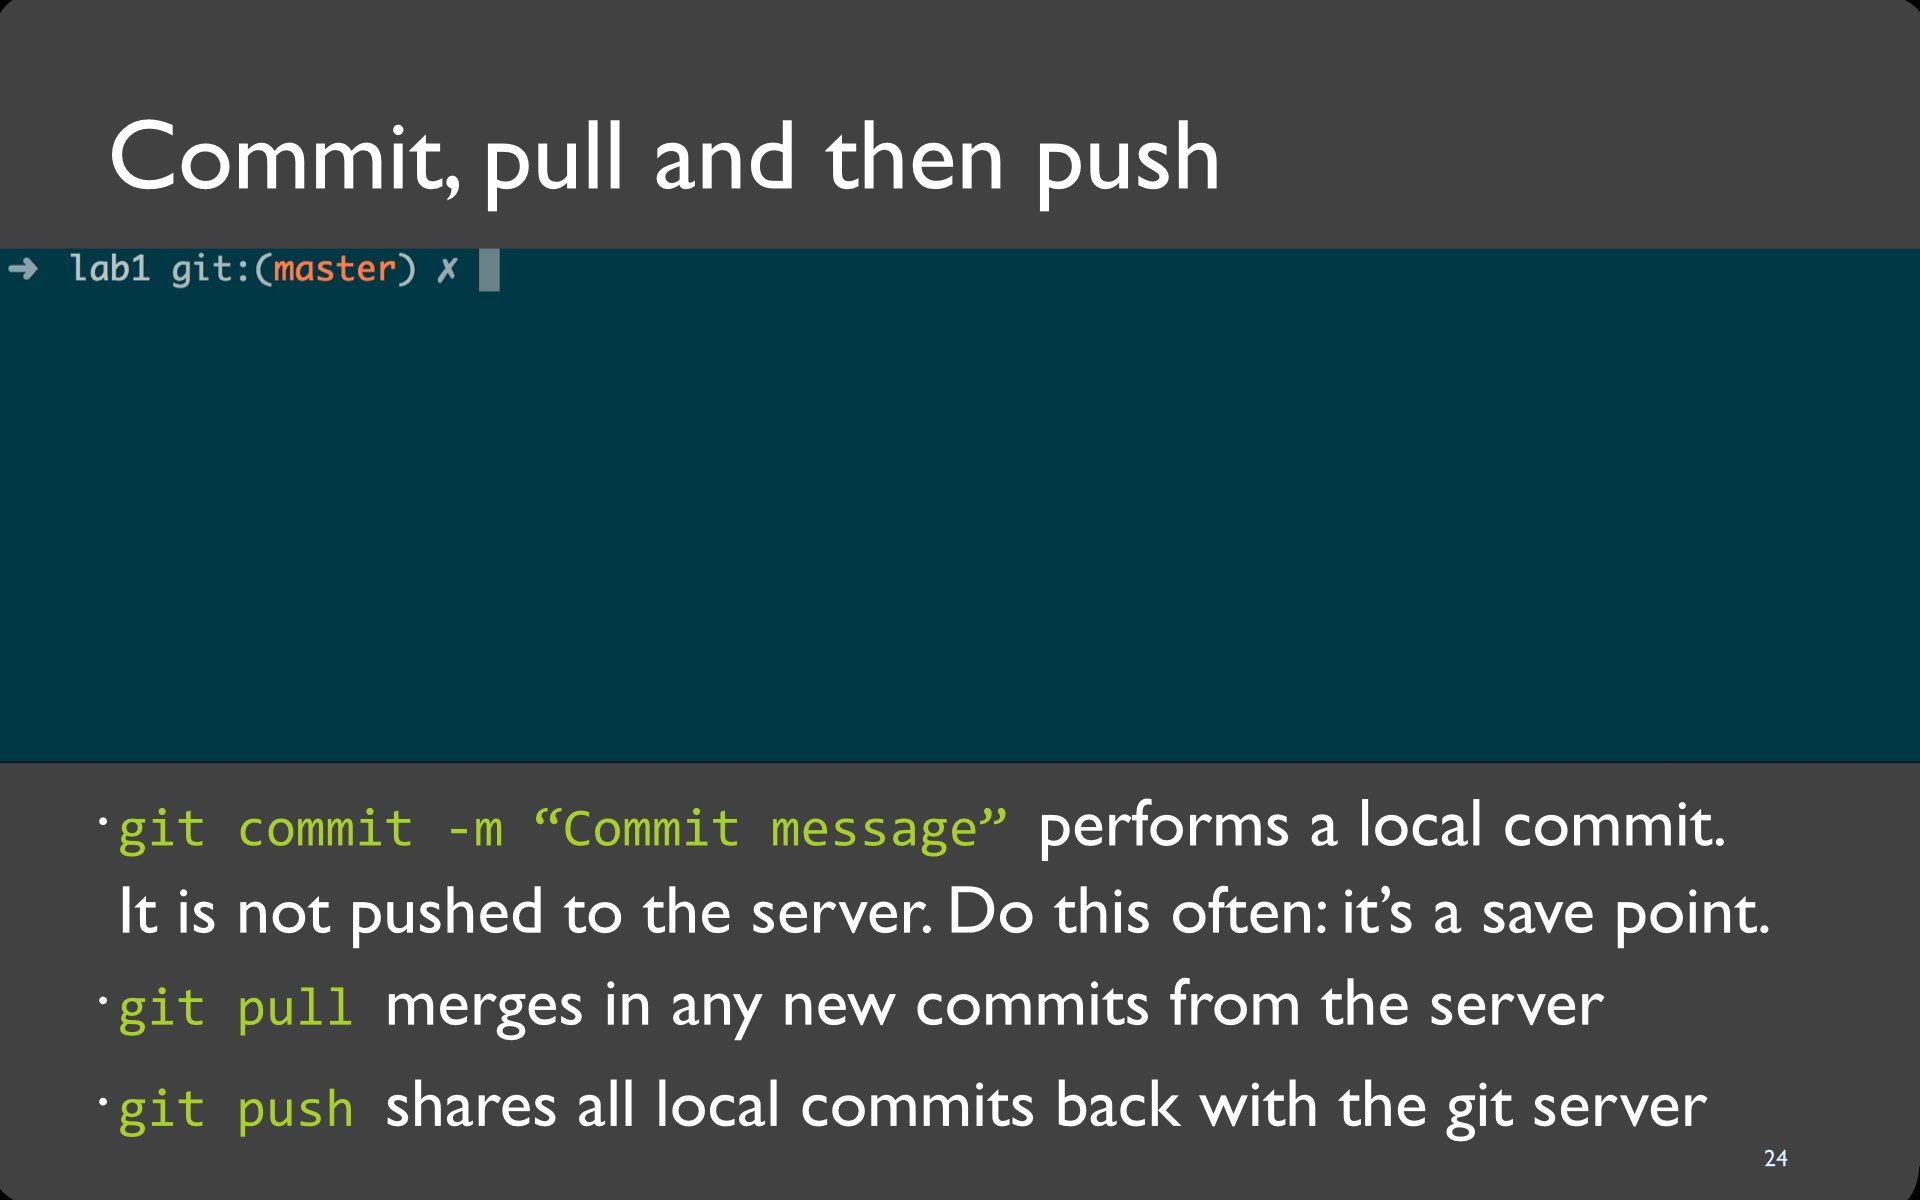 Commit, pull and then push
➜ lab1 git:(master) ✗
· git commit -m “Commit message” performs a local commit.
It is not pushed to the server. Do this often: it’s a save point.
· git pull merges in any new commits from the server
· git push shares all local commits back with the git server
24